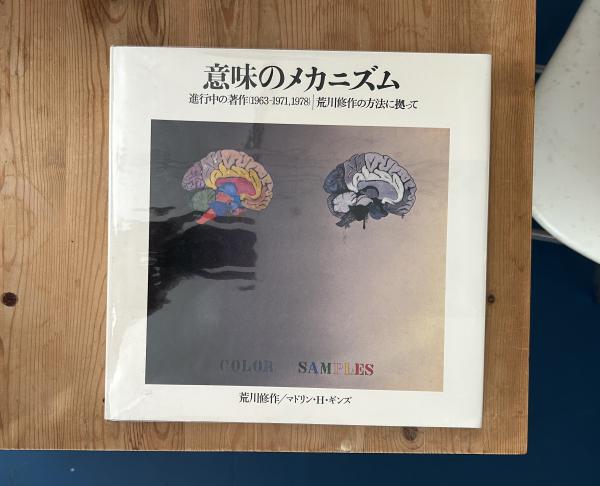 意味のメカニズム
進行中の著作(1963-1971,1978)|荒川修作の方法に拠って
COLOR SAMPLES
荒川修作/マドリン・H・ギンズ